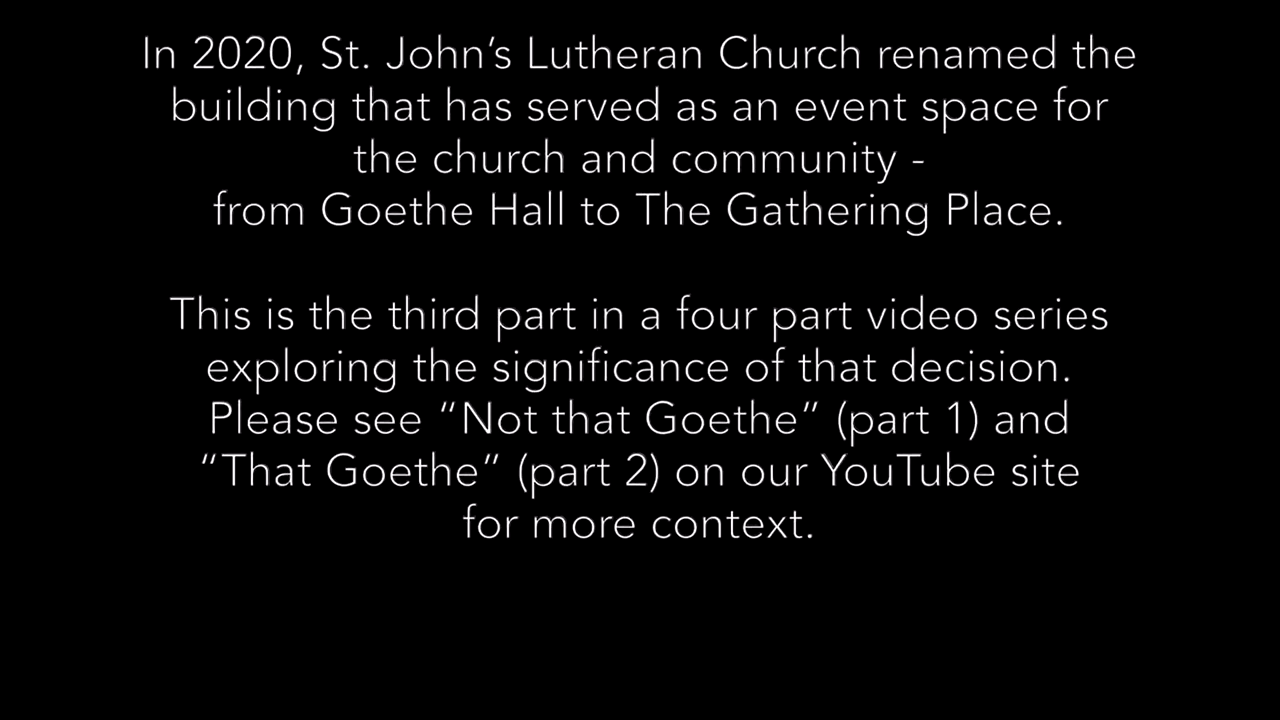 In 2020, St. John’s Lutheran Church renamed the
building that has served as an event space for
the church and community -
from Goethe Hall to The Gathering Place.
This is the third part in a four part video series
exploring the significance of that decision.
Please see “Not that Goethe” (part 1) and
“That Goethe” (part 2) on our YouTube site
for more context.